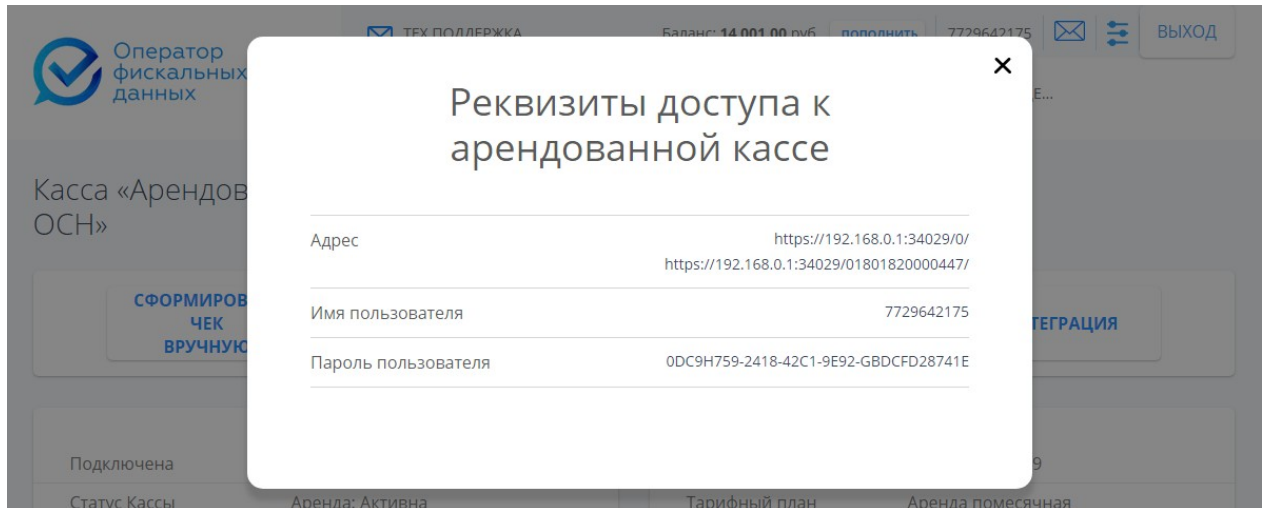 ТЕХ ПОДДЕРЖКА Баланс: 14 001.00 руб. пополнить 7729642175 ВЫХОД
Оператор
фискальных
данных
Е...
Реквизиты доступа к
арендованной кассе
Касса «Арендов
ОСН»
Адрес https://192.168.0.1:34029/0/
https://192.168.0.1:34029/01801820000447/
СФОРМИРОВ
ЧЕК
ВРУЧНУЮ
Имя пользователя 7729642175
ТЕГРАЦИЯ
Пароль пользователя 0DC9H759-2418-42C1-9E92-GBDCFD28741E
Подключена 9
Статус Кассы Аренда: Активна Тарифный план Аренда помесячная